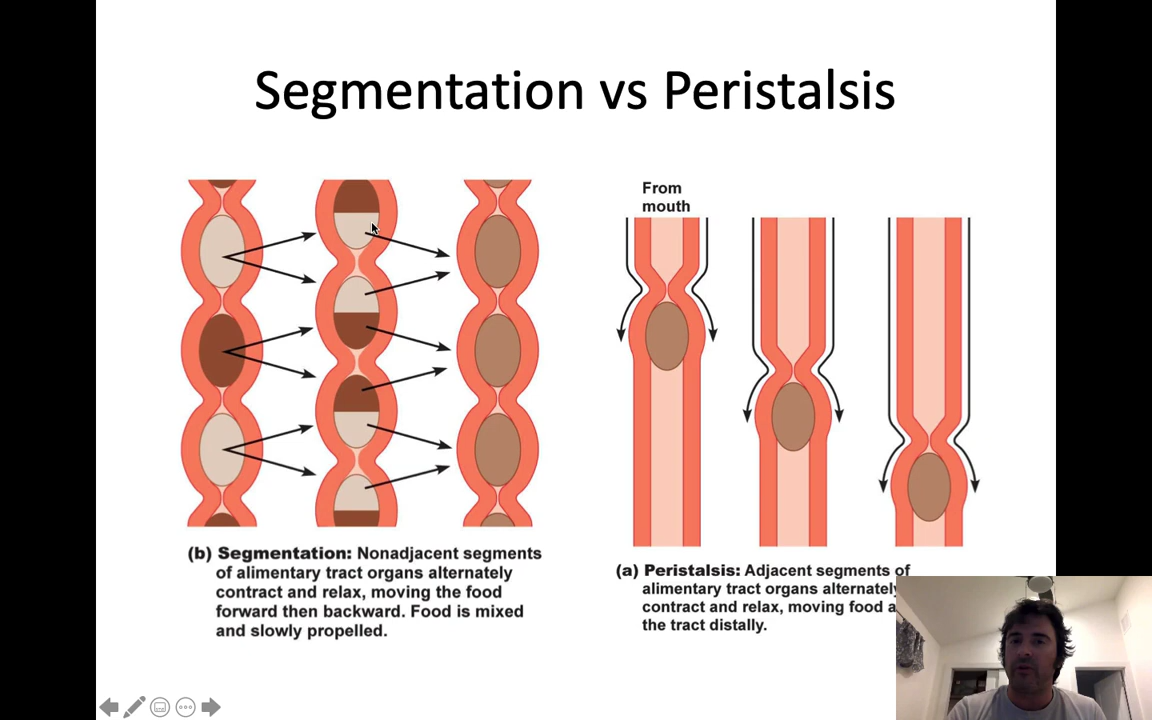 Segmentation vs Peristalsis
(b) Segmentation: Nonadjacent segments
of alimentary tract organs alternately
contract and relax, moving the food
forward then backward. Food is mixed
and slowly propelled.
From
mouth
(a) Peristalsis: Adjacent segments of
alimentary tract organs alternately
contract and relax, moving food a
the tract distally.